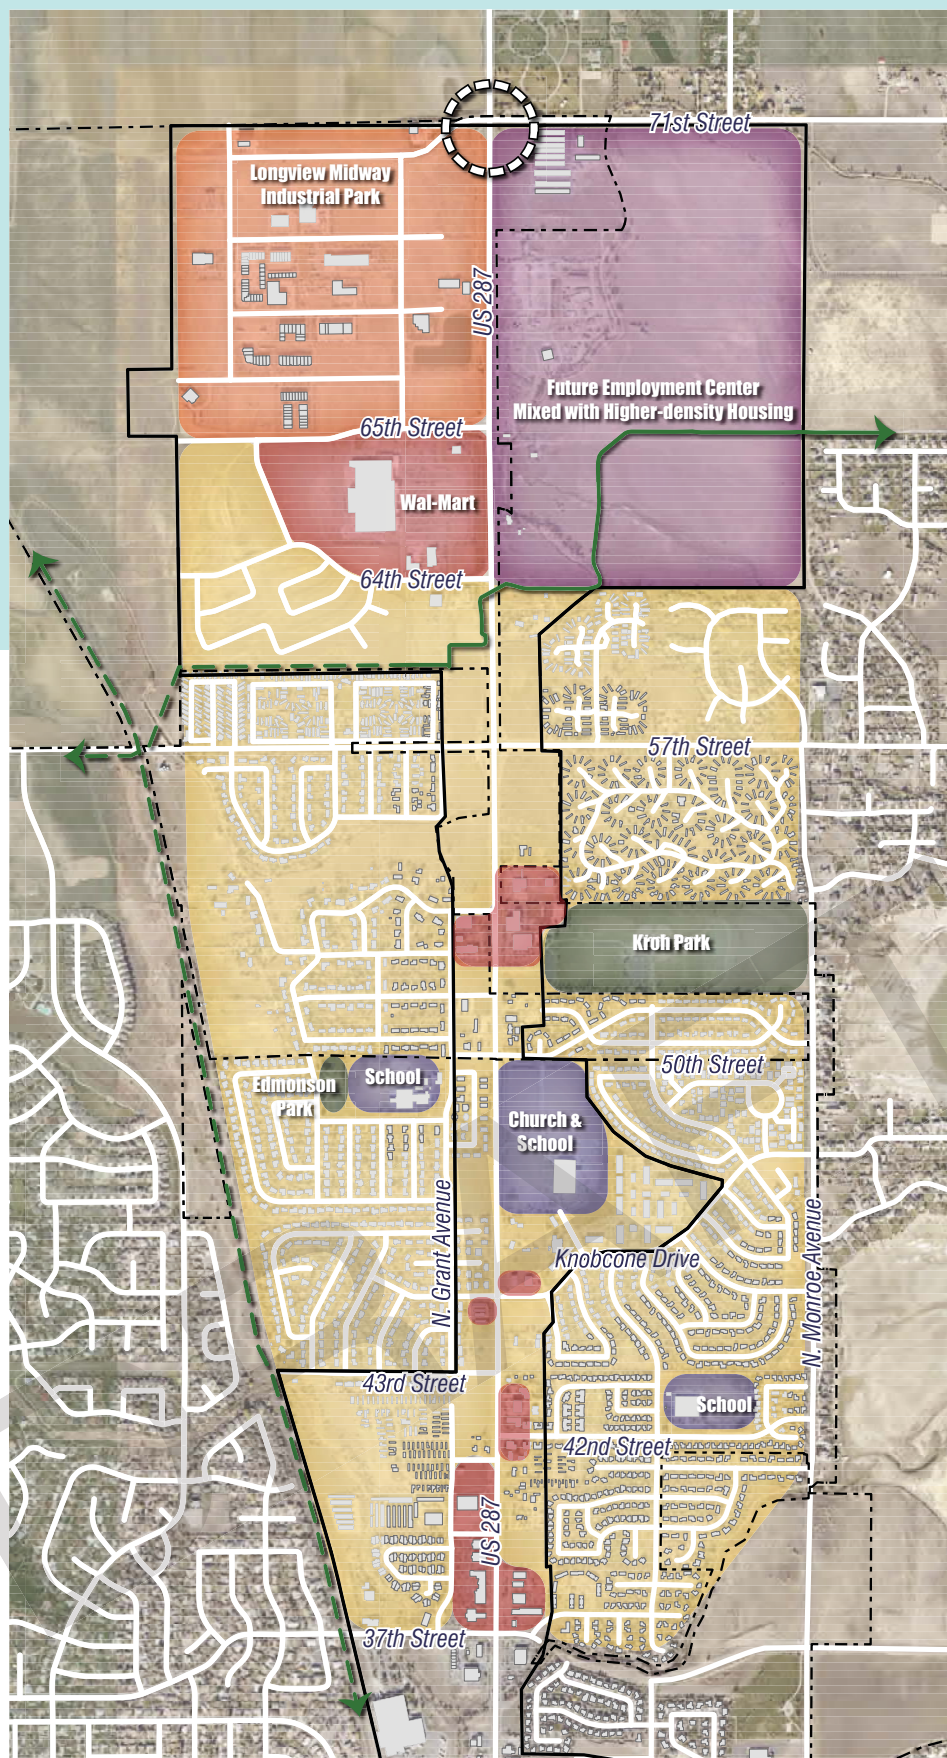 71st Street
Longview Midway
Industrial Park
US 287
Future Employment Center
Mixed with Higher-density Housing
65th Street
Wal-Mart
64th Street
57th Street
Kroh Park
50th Street
Edmonson
Park
School
Church &
School
N. Grant Avenue
N. Monroe Avenue
Knobcone Drive
43rd Street
School
42nd Street
US 287
37th Street